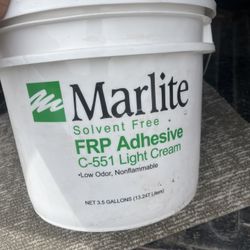 Marlite
Solvent Free
FRP Adhesive
C-551 Light Cream
•Low Odor, Nonflammable
NET 3.5 GALLONS (13.247 Liters)